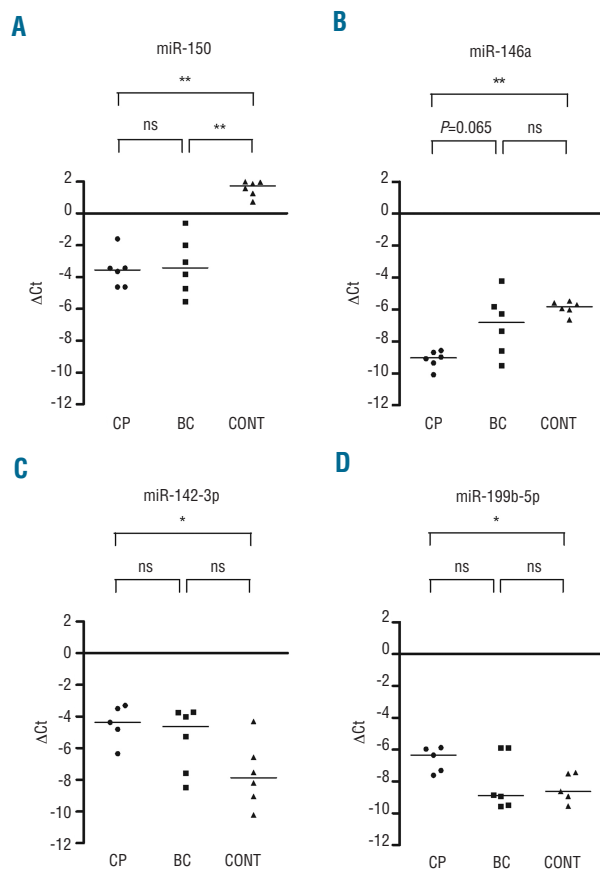 A
miR-150
**
ns
**
2
0
-2
-4
-6
-8
-10
-12
ΔCt
CP BC CONT
B
miR-146a
**
P=0.065
ns
2
0
-2
-4
-6
-8
-10
-12
ΔCt
CP BC CONT
C
miR-142-3p
*
ns
ns
2
0
-2
-4
-6
-8
-10
-12
ΔCt
CP BC CONT
D
miR-199b-5p
*
ns
ns
2
0
-2
-4
-6
-8
-10
-12
ΔCt
CP BC CONT